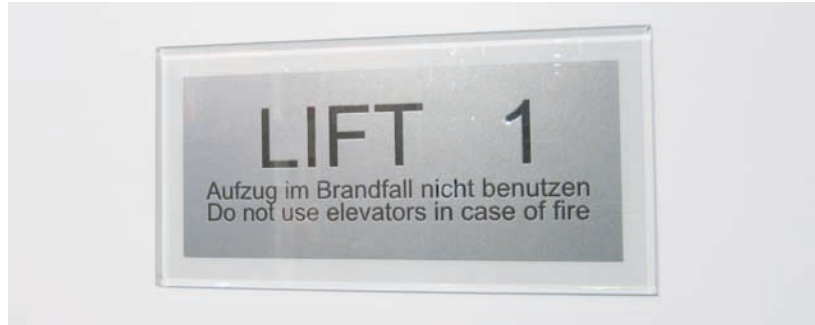 LIFT 1
Aufzug im Brandfall nicht benutzen
Do not use elevators in case of fire